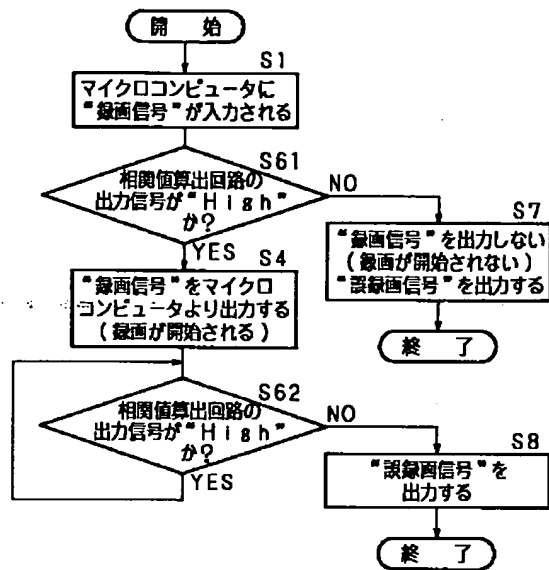 開 始
S1
マイクロコンピュータに
“録画信号”が入力される
S61
相関値算出回路の
出力信号が“High”
か?
NO
YES
S7
“録画信号”を出力しない
(録画が開始されない)
“誤録画信号”を出力する
終 了
S4
“録画信号”をマイクロ
コンピュータより出力する
(録画が開始される)
S62
相関値算出回路の
出力信号が“High”
か?
NO
YES
S8
“誤録画信号”を
出力する
終 了